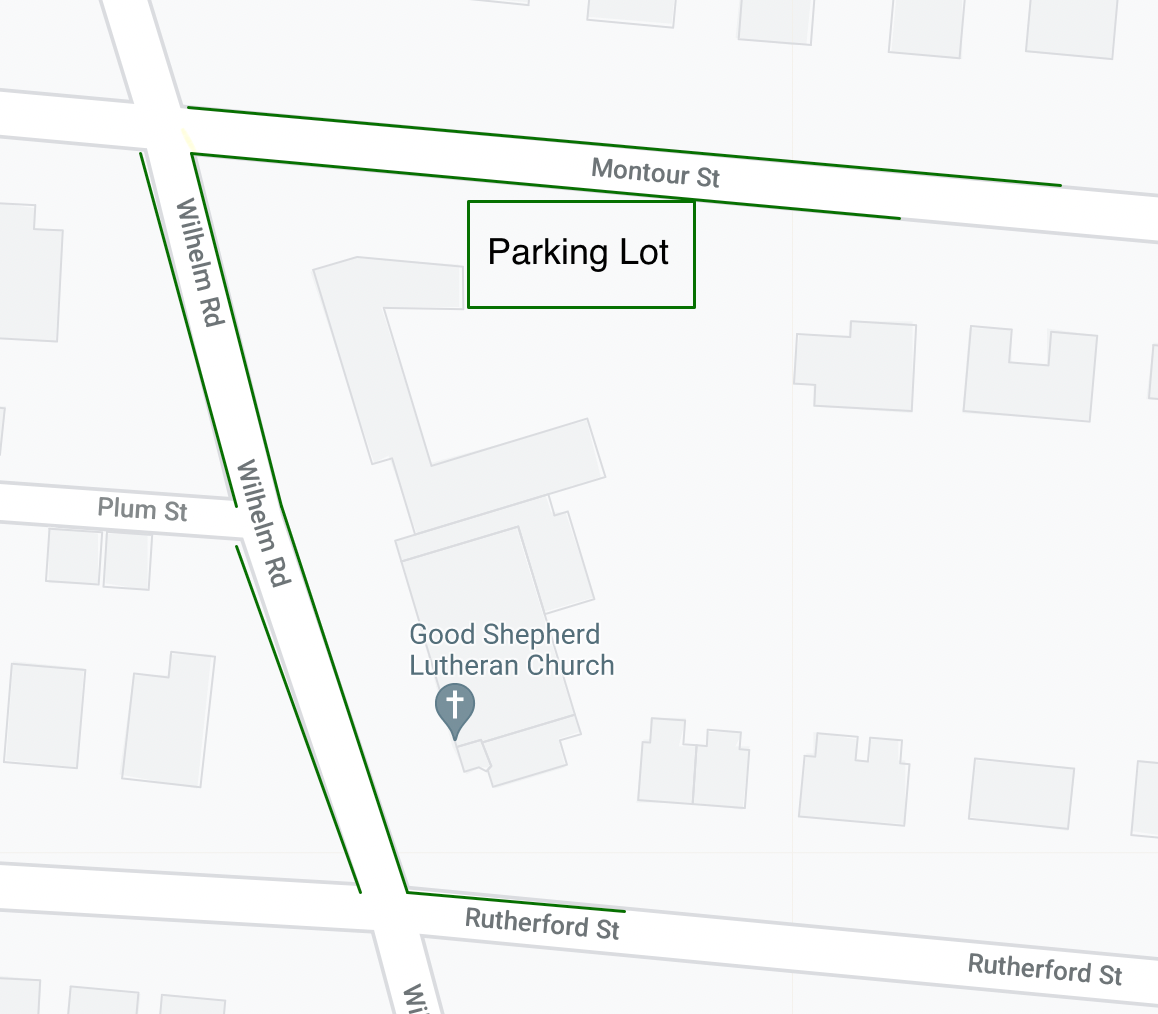 Montour St
Parking Lot
Wilhelm Rd
Wilhelm Rd
Plum St
Good Shepherd
Lutheran Church
Rutherford St
Rutherford St